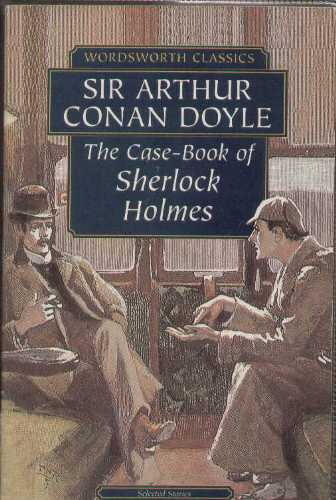 WORDSWORTH CLASSICS
SIR ARTHUR
CONAN DOYLE
The Case-Book of
Sherlock
Holmes
Selected Stories